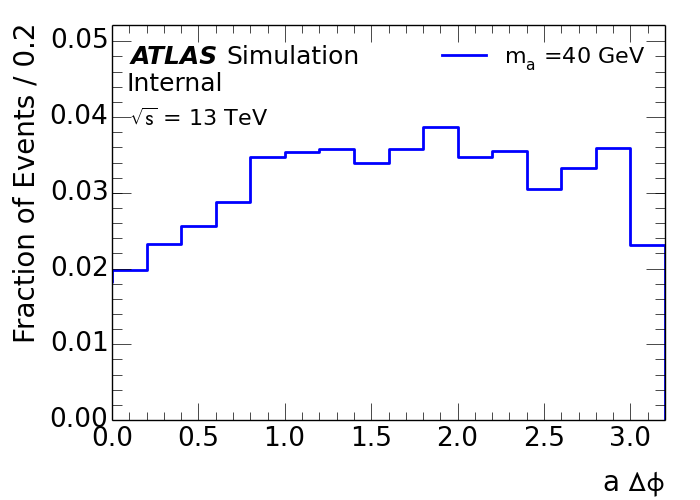 ATLAS Simulation
Internal
√s = 13 TeV
mₐ =40 GeV
Fraction of Events / 0.2
0.05
0.04
0.03
0.02
0.01
0.00
0.0 0.5 1.0 1.5 2.0 2.5 3.0
a Δϕ